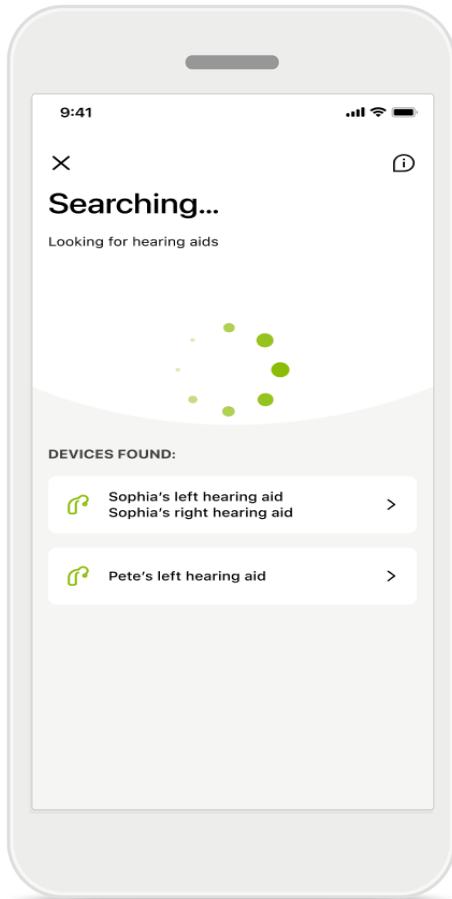 9:41
Searching...
Looking for hearing aids
DEVICES FOUND:
Sophia's left hearing aid
Sophia's right hearing aid
Pete's left hearing aid